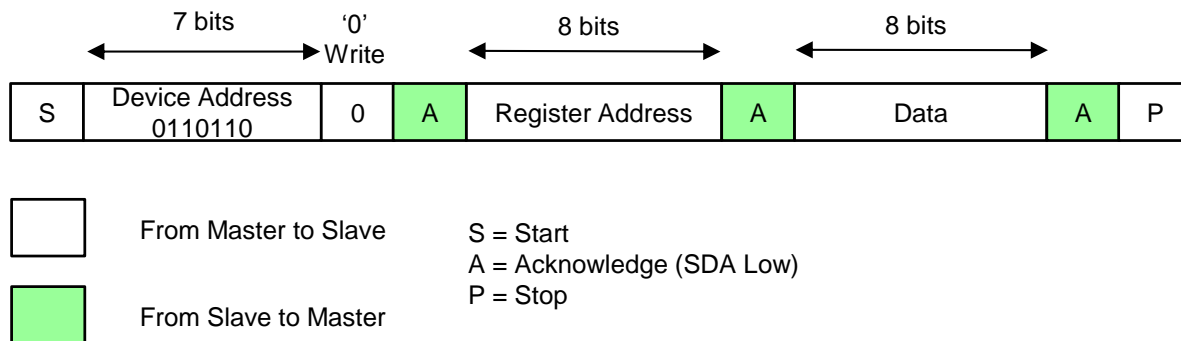 7 bits
‘0’
Write
8 bits
8 bits
S
Device Address
0110110
0
A
Register Address
A
Data
A
P
From Master to Slave
From Slave to Master
S = Start
A = Acknowledge (SDA Low)
P = Stop